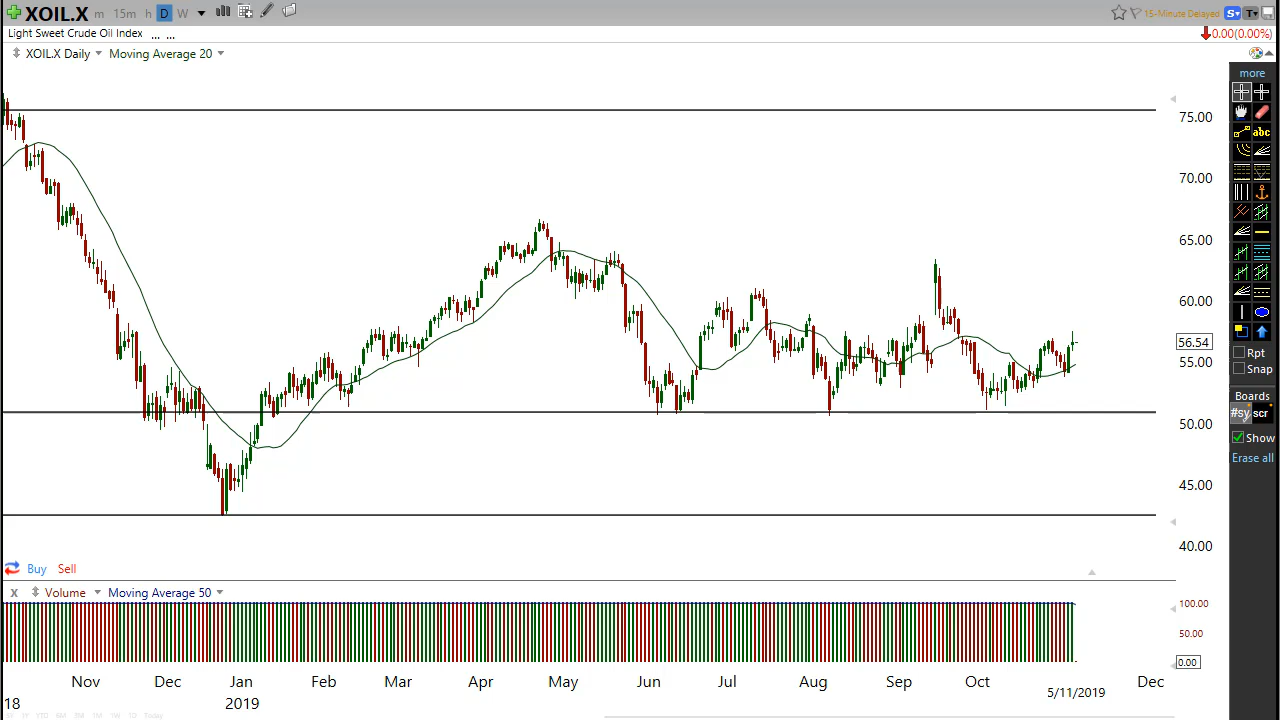 XOIL.X m 15m h D W 15-Minute Delayed S T
Light Sweet Crude Oil Index ... ... 0.00(0.00%)
XOIL.X Daily Moving Average 20
more
75.00
abc
70.00
65.00
60.00
56.54
Rpt
55.00
Snap
Boards
#sy scr
50.00
Show
Erase all
45.00
40.00
Buy Sell
X Volume Moving Average 50
100.00
50.00
0.00
Nov Dec Jan Feb Mar Apr May Jun Jul Aug Sep Oct Dec
18 2019 5/11/2019